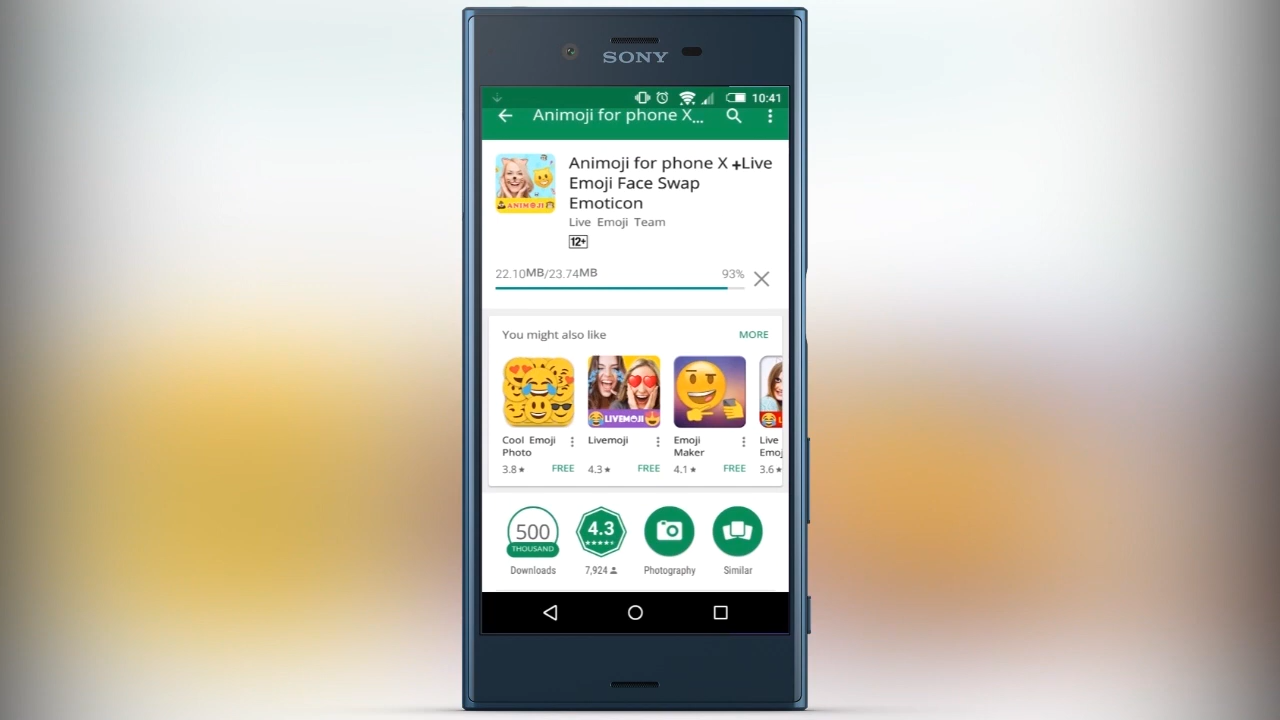 SONY
10:41
Animoji for phone X...
Animoji for phone X +Live
Emoji Face Swap
Emoticon
Live Emoji Team
12+
22.10MB/23.74MB 93%
You might also like MORE
ANIMOJI
LIVEMOJI
Cool Emoji
Photo
3.8 FREE
Livemoji
4.3 FREE
Emoji
Maker
4.1 FREE
Live
Emoj
3.6
500
THOUSAND
Downloads
4.3
7,924
Photography
Similar